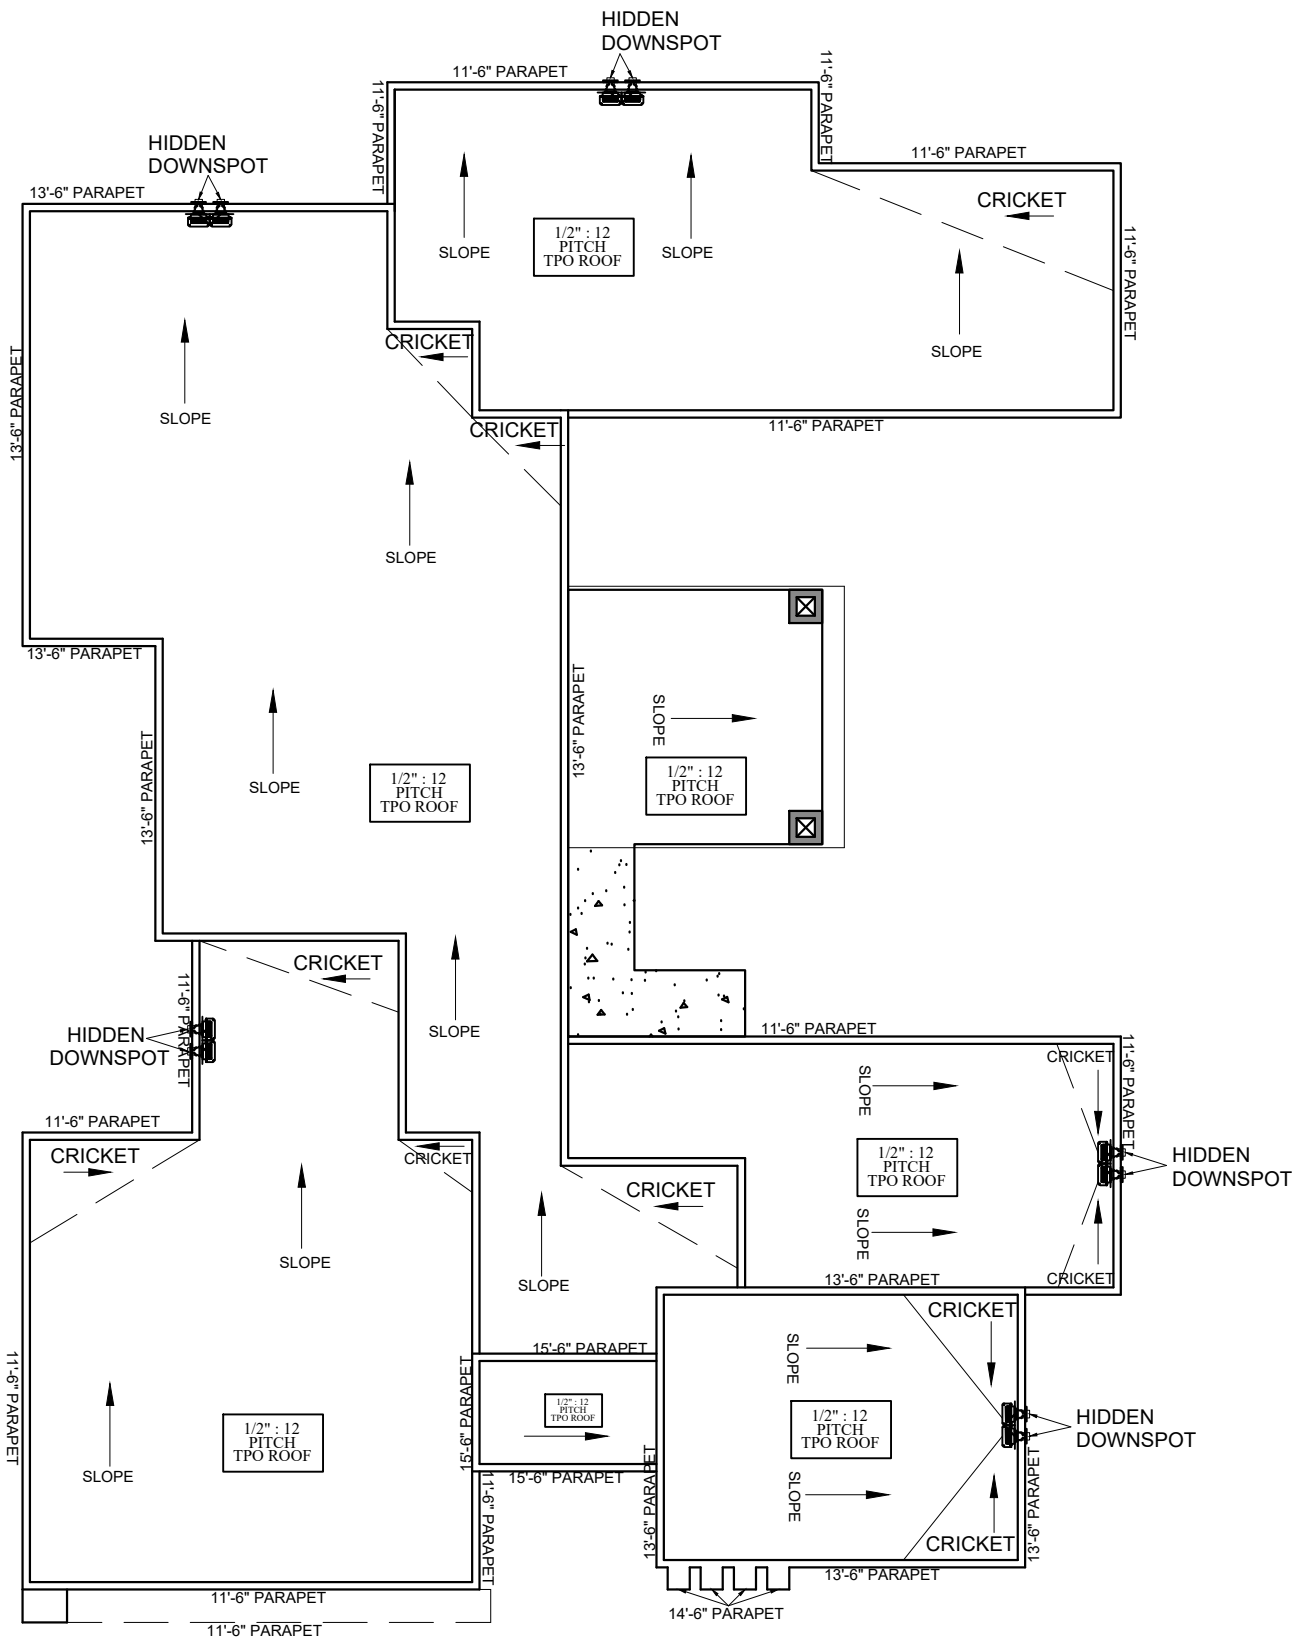 HIDDEN
DOWNSPOT
11'-6" PARAPET
11'-6" PARAPET
11'-6" PARAPET
HIDDEN
DOWNSPOT
11'-6" PARAPET
13'-6" PARAPET
CRICKET
1/2" : 12
PITCH
TPO ROOF
SLOPE
SLOPE
11'-6" PARAPET
SLOPE
CRICKET
13'-6" PARAPET
SLOPE
11'-6" PARAPET
CRICKET
SLOPE
13'-6" PARAPET
13'-6" PARAPET
SLOPE
13'-6" PARAPET
SLOPE
1/2" : 12
PITCH
TPO ROOF
1/2" : 12
PITCH
TPO ROOF
CRICKET
11'-6" PARAPET
SLOPE
HIDDEN
DOWNSPOT
11'-6" PARAPET
11'-6" PARAPET
CRICKET
SLOPE
11'-6" PARAPET
CRICKET
CRICKET
1/2" : 12
PITCH
TPO ROOF
HIDDEN
DOWNSPOT
CRICKET
SLOPE
SLOPE
SLOPE
13'-6" PARAPET
CRICKET
CRICKET
15'-6" PARAPET
SLOPE
11'-6" PARAPET
15'-6" PARAPET
1/2" : 12
PITCH
TPO ROOF
1/2" : 12
PITCH
TPO ROOF
1/2" : 12
PITCH
TPO ROOF
HIDDEN
DOWNSPOT
SLOPE
15'-6" PARAPET
11'-6" PARAPET
13'-6" PARAPET
SLOPE
13'-6" PARAPET
CRICKET
13'-6" PARAPET
11'-6" PARAPET
14'-6" PARAPET
11'-6" PARAPET